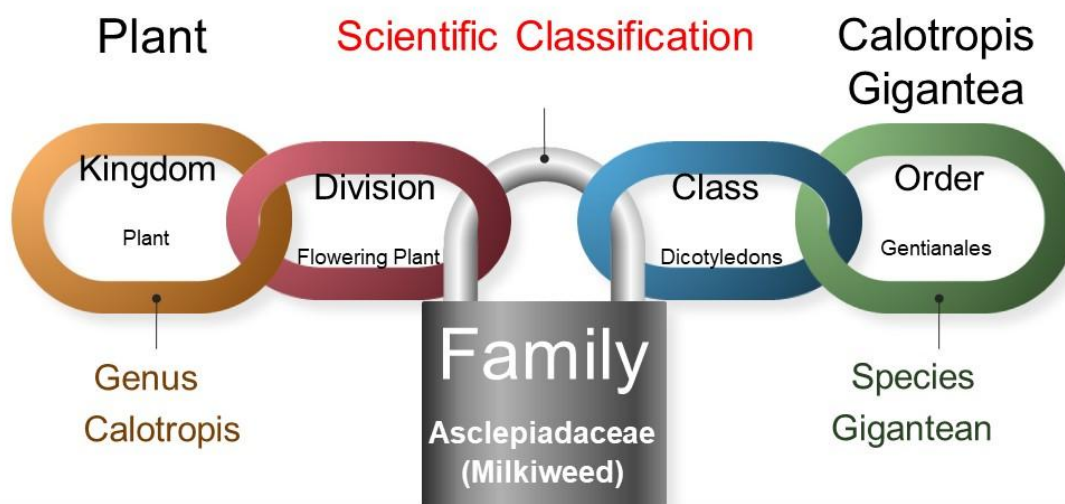 Plant
Scientific Classification
Calotropis
Gigantea
Kingdom
Plant
Division
Flowering Plant
Class
Dicotyledons
Order
Gentianales
Family
Asclepiadaceae
(Milkiweed)
Genus
Calotropis
Species
Gigantean